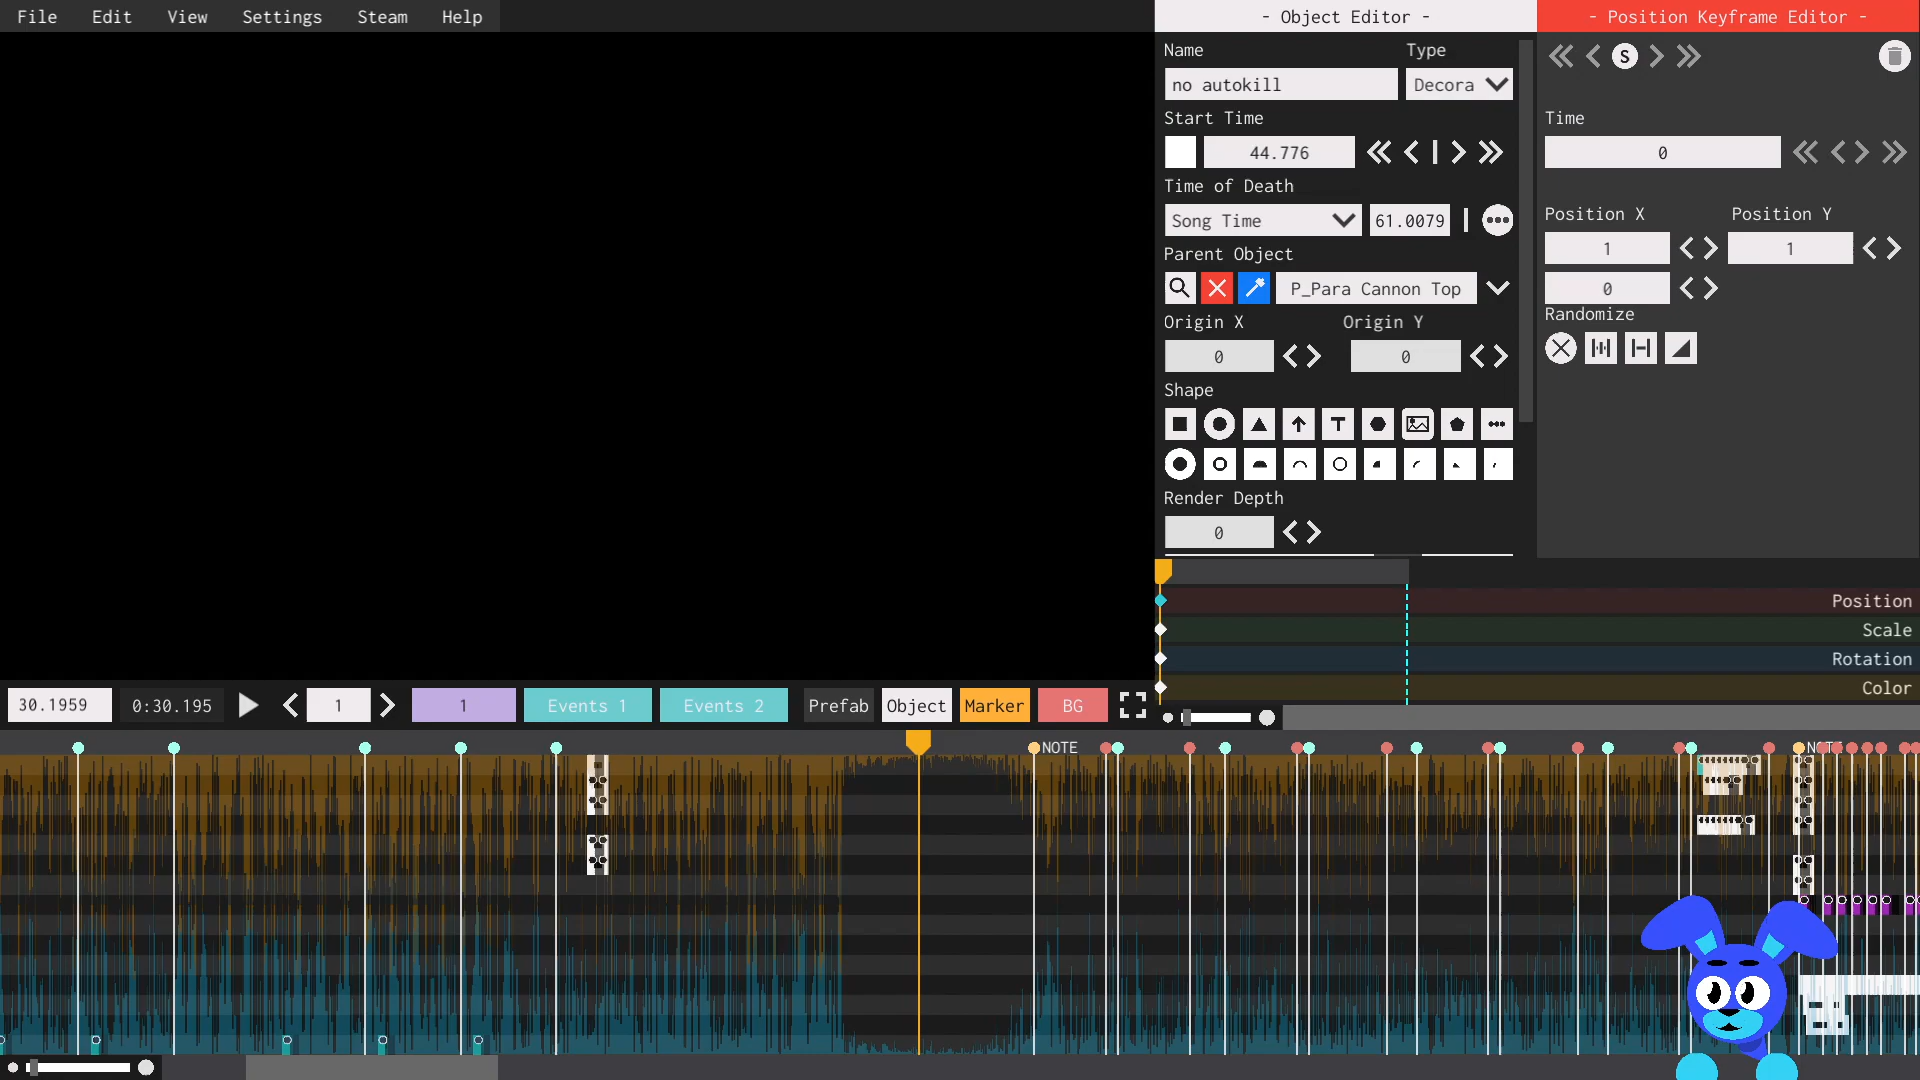 File Edit View Settings Steam Help
- Object Editor -
- Position Keyframe Editor -
Name Type
no autokill Decora
Start Time
44.776
Time of Death
Song Time 61.0079
Parent Object
P_Para Cannon Top
Origin X Origin Y
0 0
Shape
Render Depth
0
S
Time
0
Position X Position Y
1 1
0
Randomize
Position
Scale
Rotation
Color
30.1959 0:30.195 1 1 Events 1 Events 2 Prefab Object Marker BG
NOTE NOTE